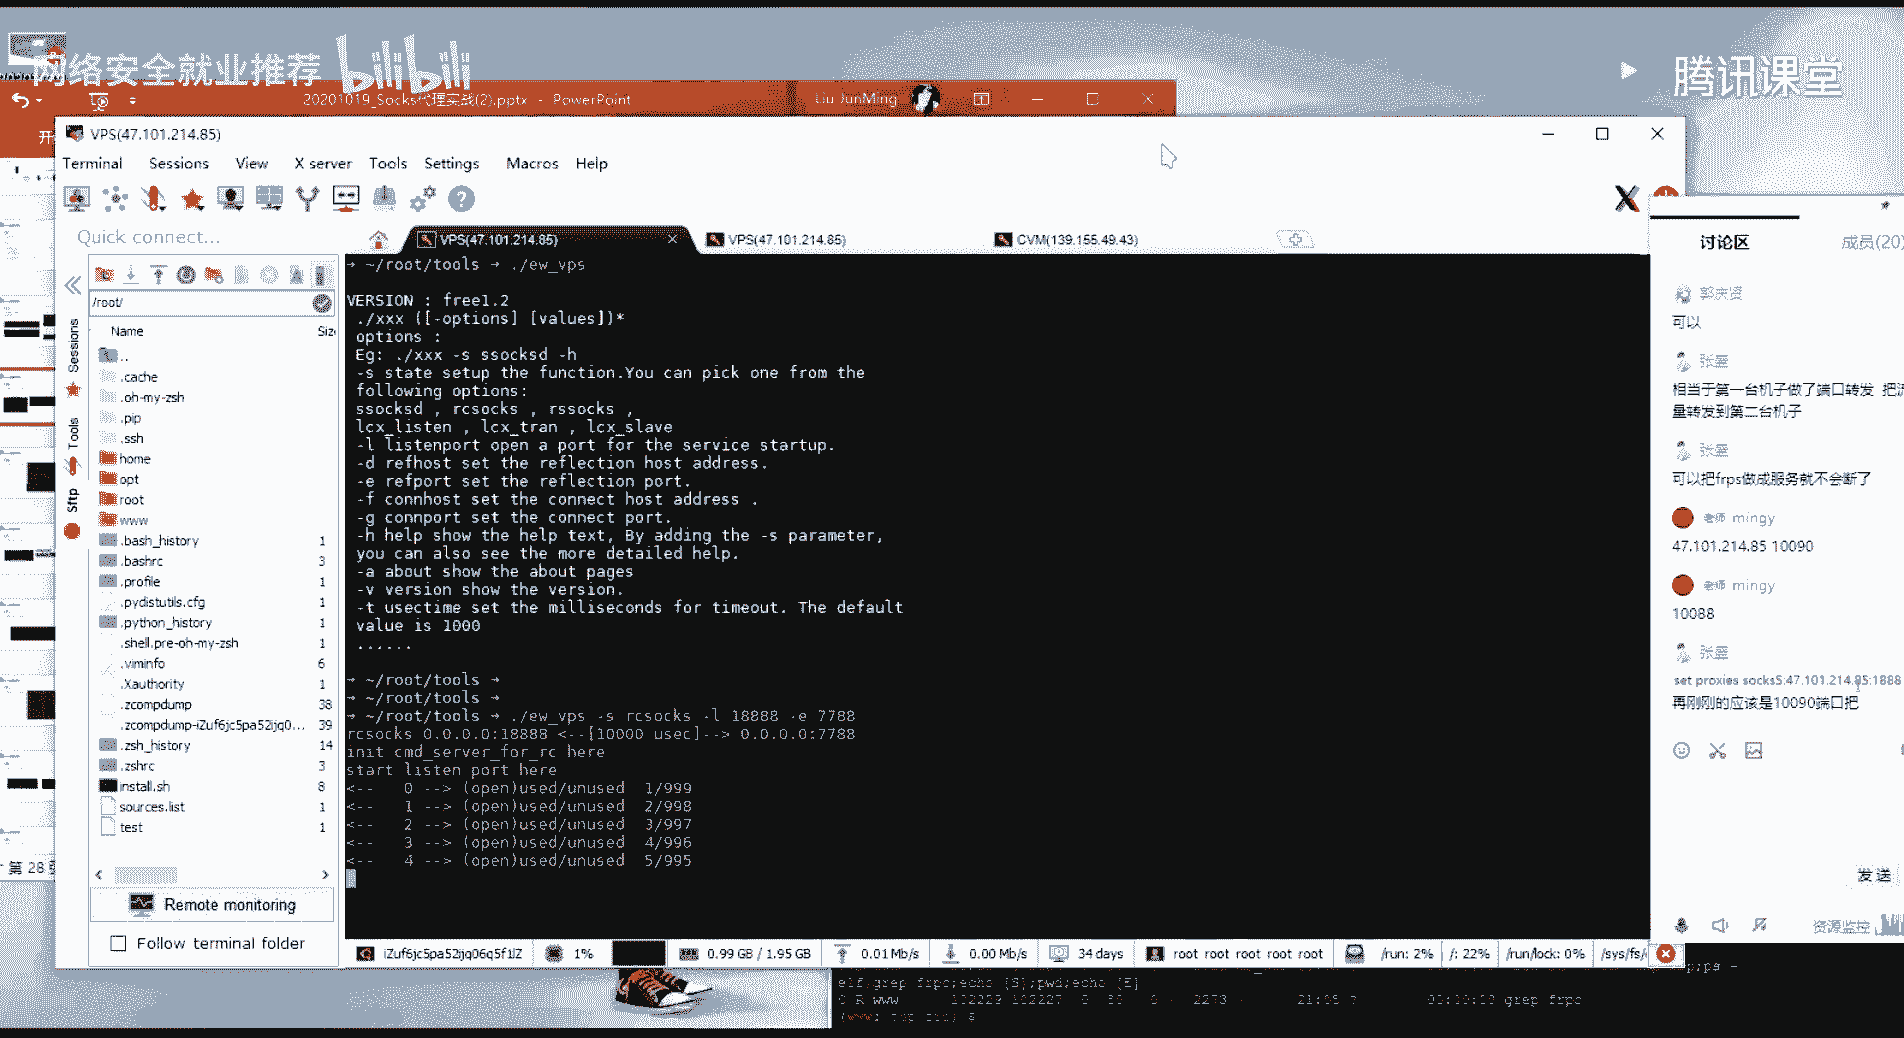 网络安全就业推荐 bilibili
腾讯课堂
20201019_Socks代理实战(2).pptx - PowerPoint
Liu JunMing
开
VPS(47.101.214.85)
Terminal Sessions View X server Tools Settings Macros Help
Quick connect...
VPS(47.101.214.85)
VPS(47.101.214.85)
CVM(139.155.49.43)
/root/
Name
Size
Sessions
Tools
Sftp
..
.cache
.oh-my-zsh
.pip
.ssh
home
opt
root
www
.bash_history 1
.bashrc 3
.profile 1
.pydistutils.cfg 1
.python_history 1
.shell.pre-oh-my-zsh 1
.viminfo 6
.Xauthority 1
.zcompdump 38
.zcompdump-iZuf6jc5pa52ijq0... 39
.zsh_history 14
.zshrc 3
install.sh 8
sources.list 1
test 1
Remote monitoring
Follow terminal folder
→ ~/root/tools → ./ew_vps
VERSION : free1.2
./xxx ([-options] [values])*
options :
Eg: ./xxx -s ssocksd -h
-s state setup the function.You can pick one from the
following options:
ssocksd , rcsocks , rssocks ,
lcx_listen , lcx_tran , lcx_slave
-l listenport open a port for the service startup.
-d refhost set the reflection host address.
-e refport set the reflection port.
-f connhost set the connect host address .
-g connport set the connect port.
-h help show the help text, By adding the -s parameter,
you can also see the more detailed help.
-a about show the about pages
-v version show the version.
-t usectime set the milliseconds for timeout. The default
value is 1000
......
→ ~/root/tools →
→ ~/root/tools →
→ ~/root/tools → ./ew_vps -s rcsocks -l 18888 -e 7788
rcsocks 0.0.0.0:18888 <--[10000 usec]--> 0.0.0.0:7788
init cmd_server_for_rc here
start listen port here
<-- 0 --> (open)used/unused 1/999
<-- 1 --> (open)used/unused 2/998
<-- 2 --> (open)used/unused 3/997
<-- 3 --> (open)used/unused 4/996
<-- 4 --> (open)used/unused 5/995
iZuf6jc5pa52ijq06q5f1lZ 1% 0.99 GB / 1.95 GB 0.01 Mb/s 0.00 Mb/s 34 days root root root root root /run: 2% /: 22% /run/lock: 0% /sys/fs/
讨论区
成员(20)
可以
相当于第一台机子做了端口转发 把流
量转发到第二台机子
可以把frps做成服务就不会断了
老师 mingy
47.101.214.85 10090
老师 mingy
10088
set proxies socks5:47.101.214.85:1888
再刚刚的应该是10090端口把
发送
资源监控
第 28
elf;grep frpc;echo [S];pwd;echo [E]
grep frpc